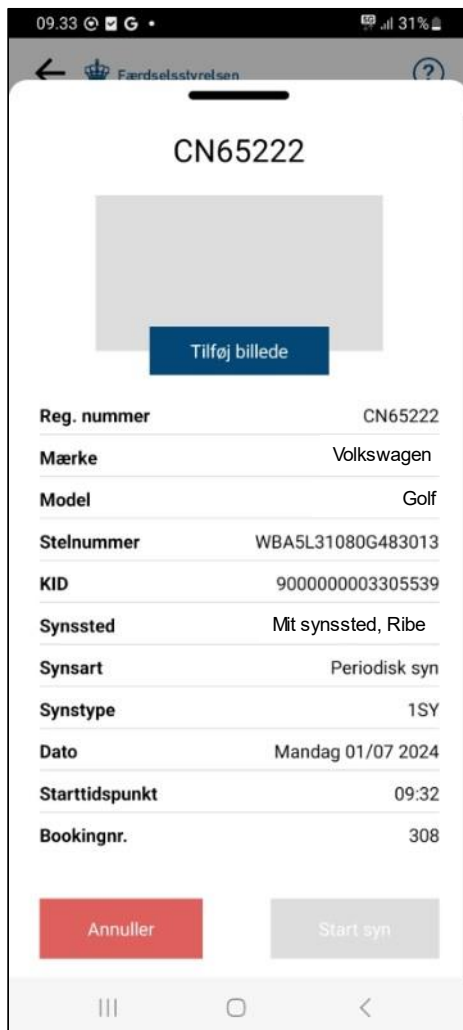 09.33 G • 5G 31%
Færdselsstyrelsen ?
CN65222
Tilføj billede
Reg. nummer CN65222
Mærke Volkswagen
Model Golf
Stelnummer WBA5L31080G483013
KID 9000000003305539
Synssted Mit synssted, Ribe
Synsart Periodisk syn
Synstype 1SY
Dato Mandag 01/07 2024
Starttidspunkt 09:32
Bookingnr. 308
Annuller Start syn